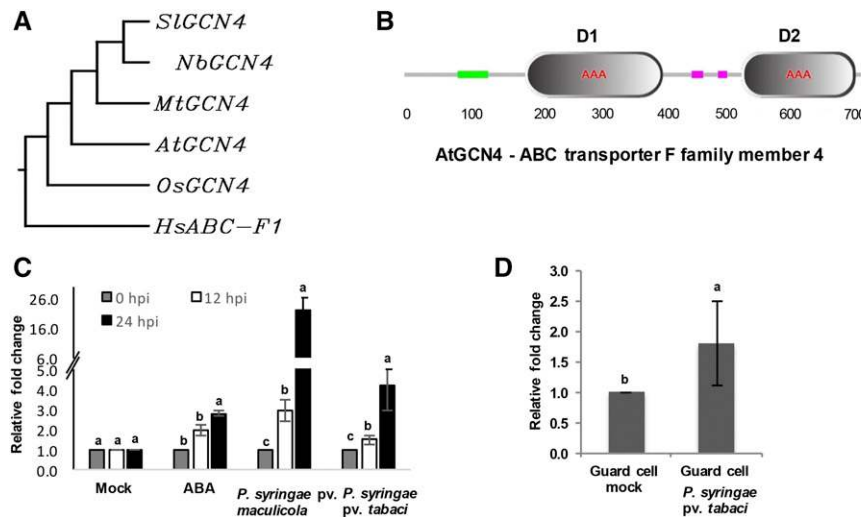 A
SlGCN4
NbGCN4
MtGCN4
AtGCN4
OsGCN4
HsABC-F1
B
D1 D2
AAA AAA
0 100 200 300 400 500 600 700
AtGCN4 - ABC transporter F family member 4
C
Relative fold change
26.0
16.0
6.0
5.0
4.0
3.0
2.0
1.0
0.0
0 hpi 12 hpi
24 hpi
a a a b b a c b a c b a
Mock ABA P. syringae pv. P. syringae
maculicola pv. tabaci
D
Relative fold change
3.0
2.5
2.0
1.5
1.0
0.5
0.0
b a
Guard cell Guard cell
mock P. syringae
pv. tabaci